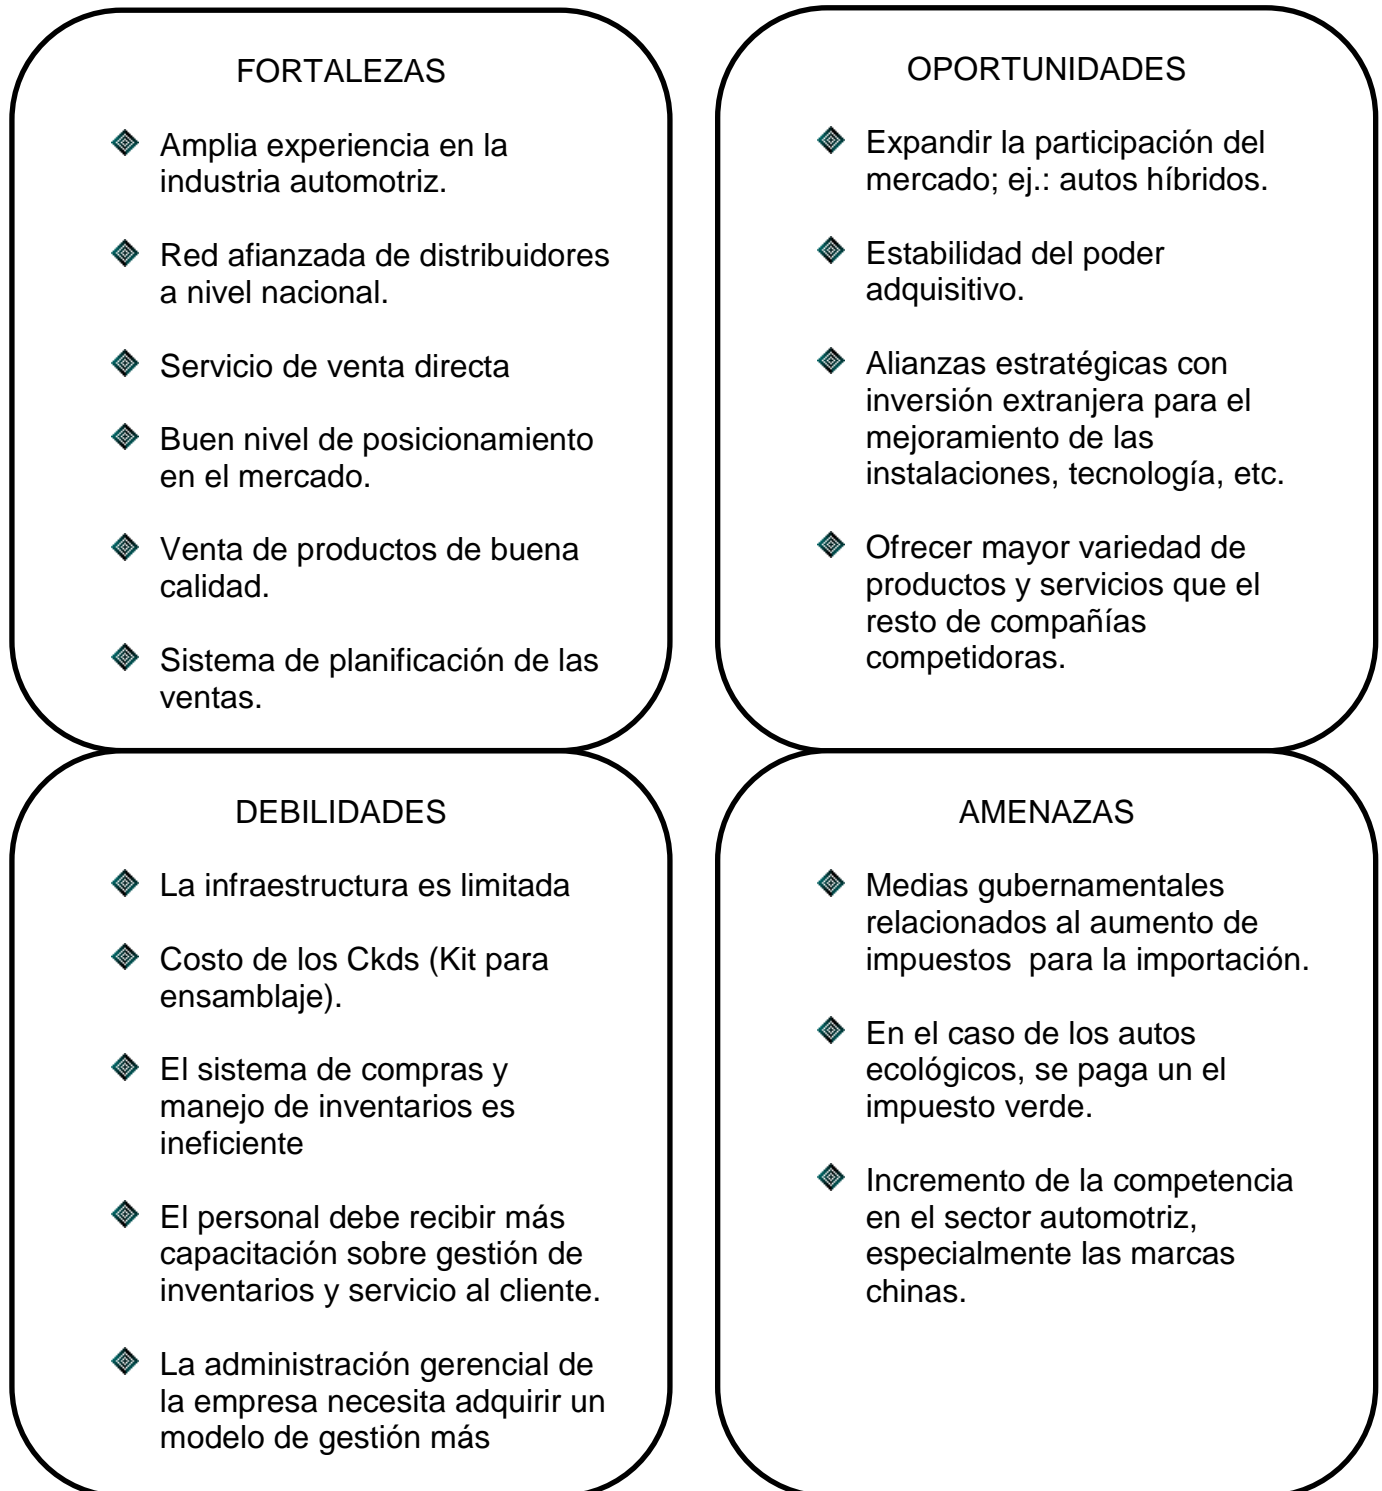 FORTALEZAS
Amplia experiencia en la
industria automotriz.
Red afianzada de distribuidores
a nivel nacional.
Servicio de venta directa
Buen nivel de posicionamiento
en el mercado.
Venta de productos de buena
calidad.
Sistema de planificación de las
ventas.
OPORTUNIDADES
Expandir la participación del
mercado; ej.: autos híbridos.
Estabilidad del poder
adquisitivo.
Alianzas estratégicas con
inversión extranjera para el
mejoramiento de las
instalaciones, tecnología, etc.
Ofrecer mayor variedad de
productos y servicios que el
resto de compañías
competidoras.
DEBILIDADES
La infraestructura es limitada
Costo de los Ckds (Kit para
ensamblaje).
El sistema de compras y
manejo de inventarios es
ineficiente
El personal debe recibir más
capacitación sobre gestión de
inventarios y servicio al cliente.
La administración gerencial de
la empresa necesita adquirir un
modelo de gestión más
AMENAZAS
Medias gubernamentales
relacionados al aumento de
impuestos  para la importación.
En el caso de los autos
ecológicos, se paga un el
impuesto verde.
Incremento de la competencia
en el sector automotriz,
especialmente las marcas
chinas.